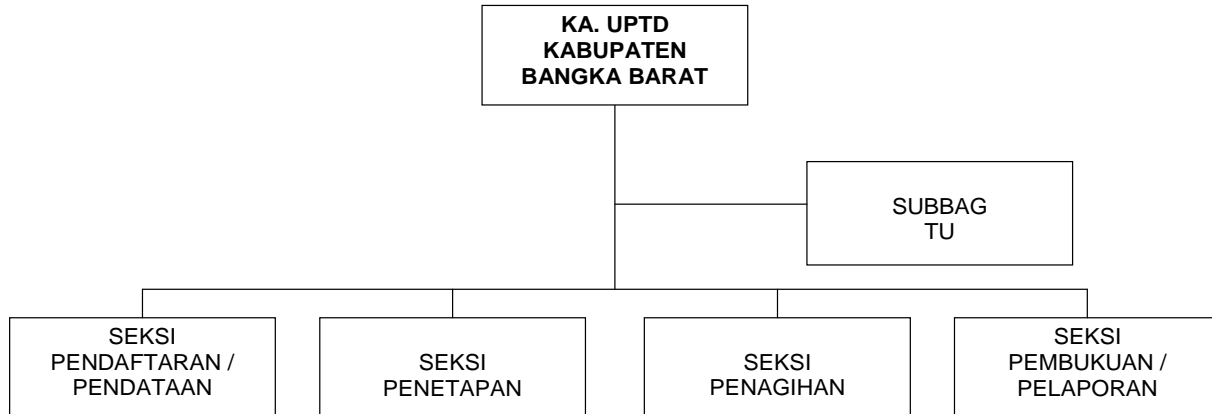 KA. UPTD
KABUPATEN
BANGKA BARAT
SUBBAG
TU
SEKSI
PENDAFTARAN /
PENDATAAN
SEKSI
PENETAPAN
SEKSI
PENAGIHAN
SEKSI
PEMBUKUAN /
PELAPORAN